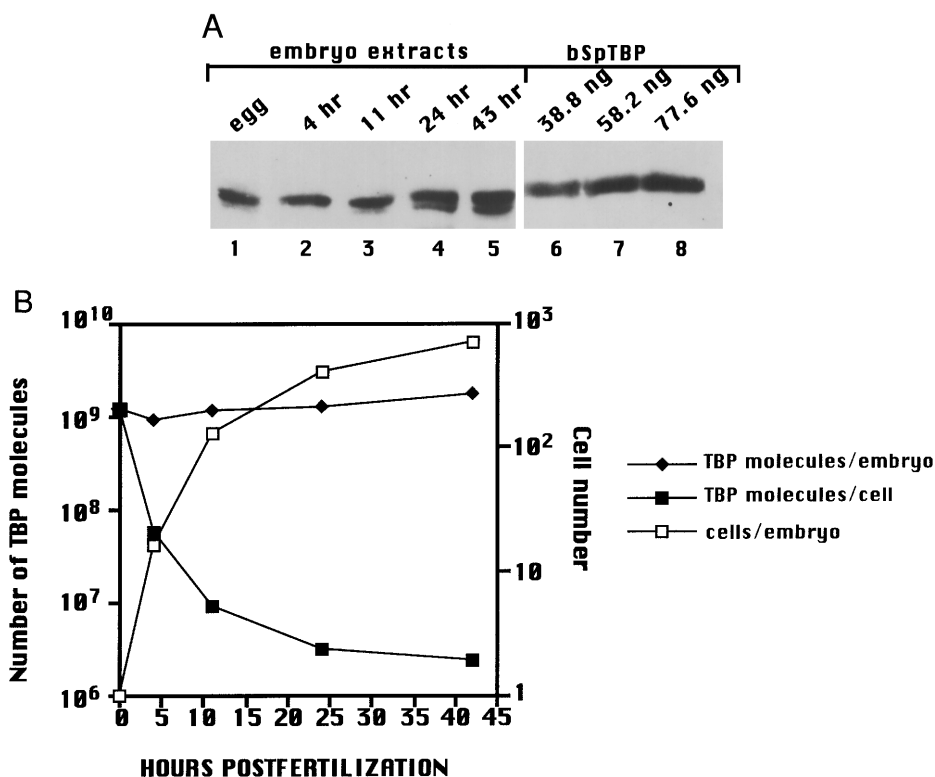 A
embryo extracts bSpTBP
egg 4 hr 11 hr 24 hr 43 hr 38.8 ng 58.2 ng 77.6 ng
1 2 3 4 5 6 7 8
B
Number of TBP molecules
10^10
10^9
10^8
10^7
10^6
10^3
10^2
10
1
Cell number
0 5 10 15 20 25 30 35 40 45
HOURS POSTFERTILIZATION
TBP molecules/embryo
TBP molecules/cell
cells/embryo